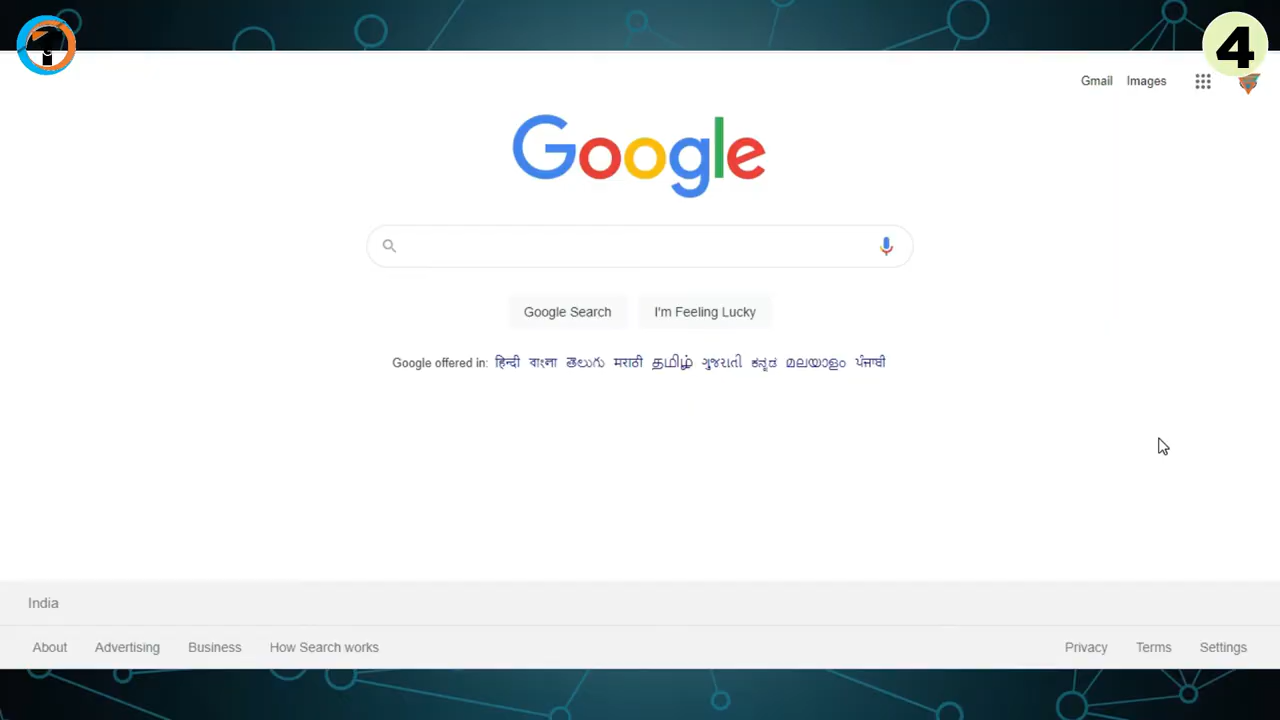 4
Gmail Images
Google
Google Search I'm Feeling Lucky
Google offered in: हिन्दी বাংলা తెలుగు मराठी தமிழ் ગુજરાતી ಕನ್ನಡ മലയാളം ਪੰਜਾਬੀ
India
About Advertising Business How Search works Privacy Terms Settings